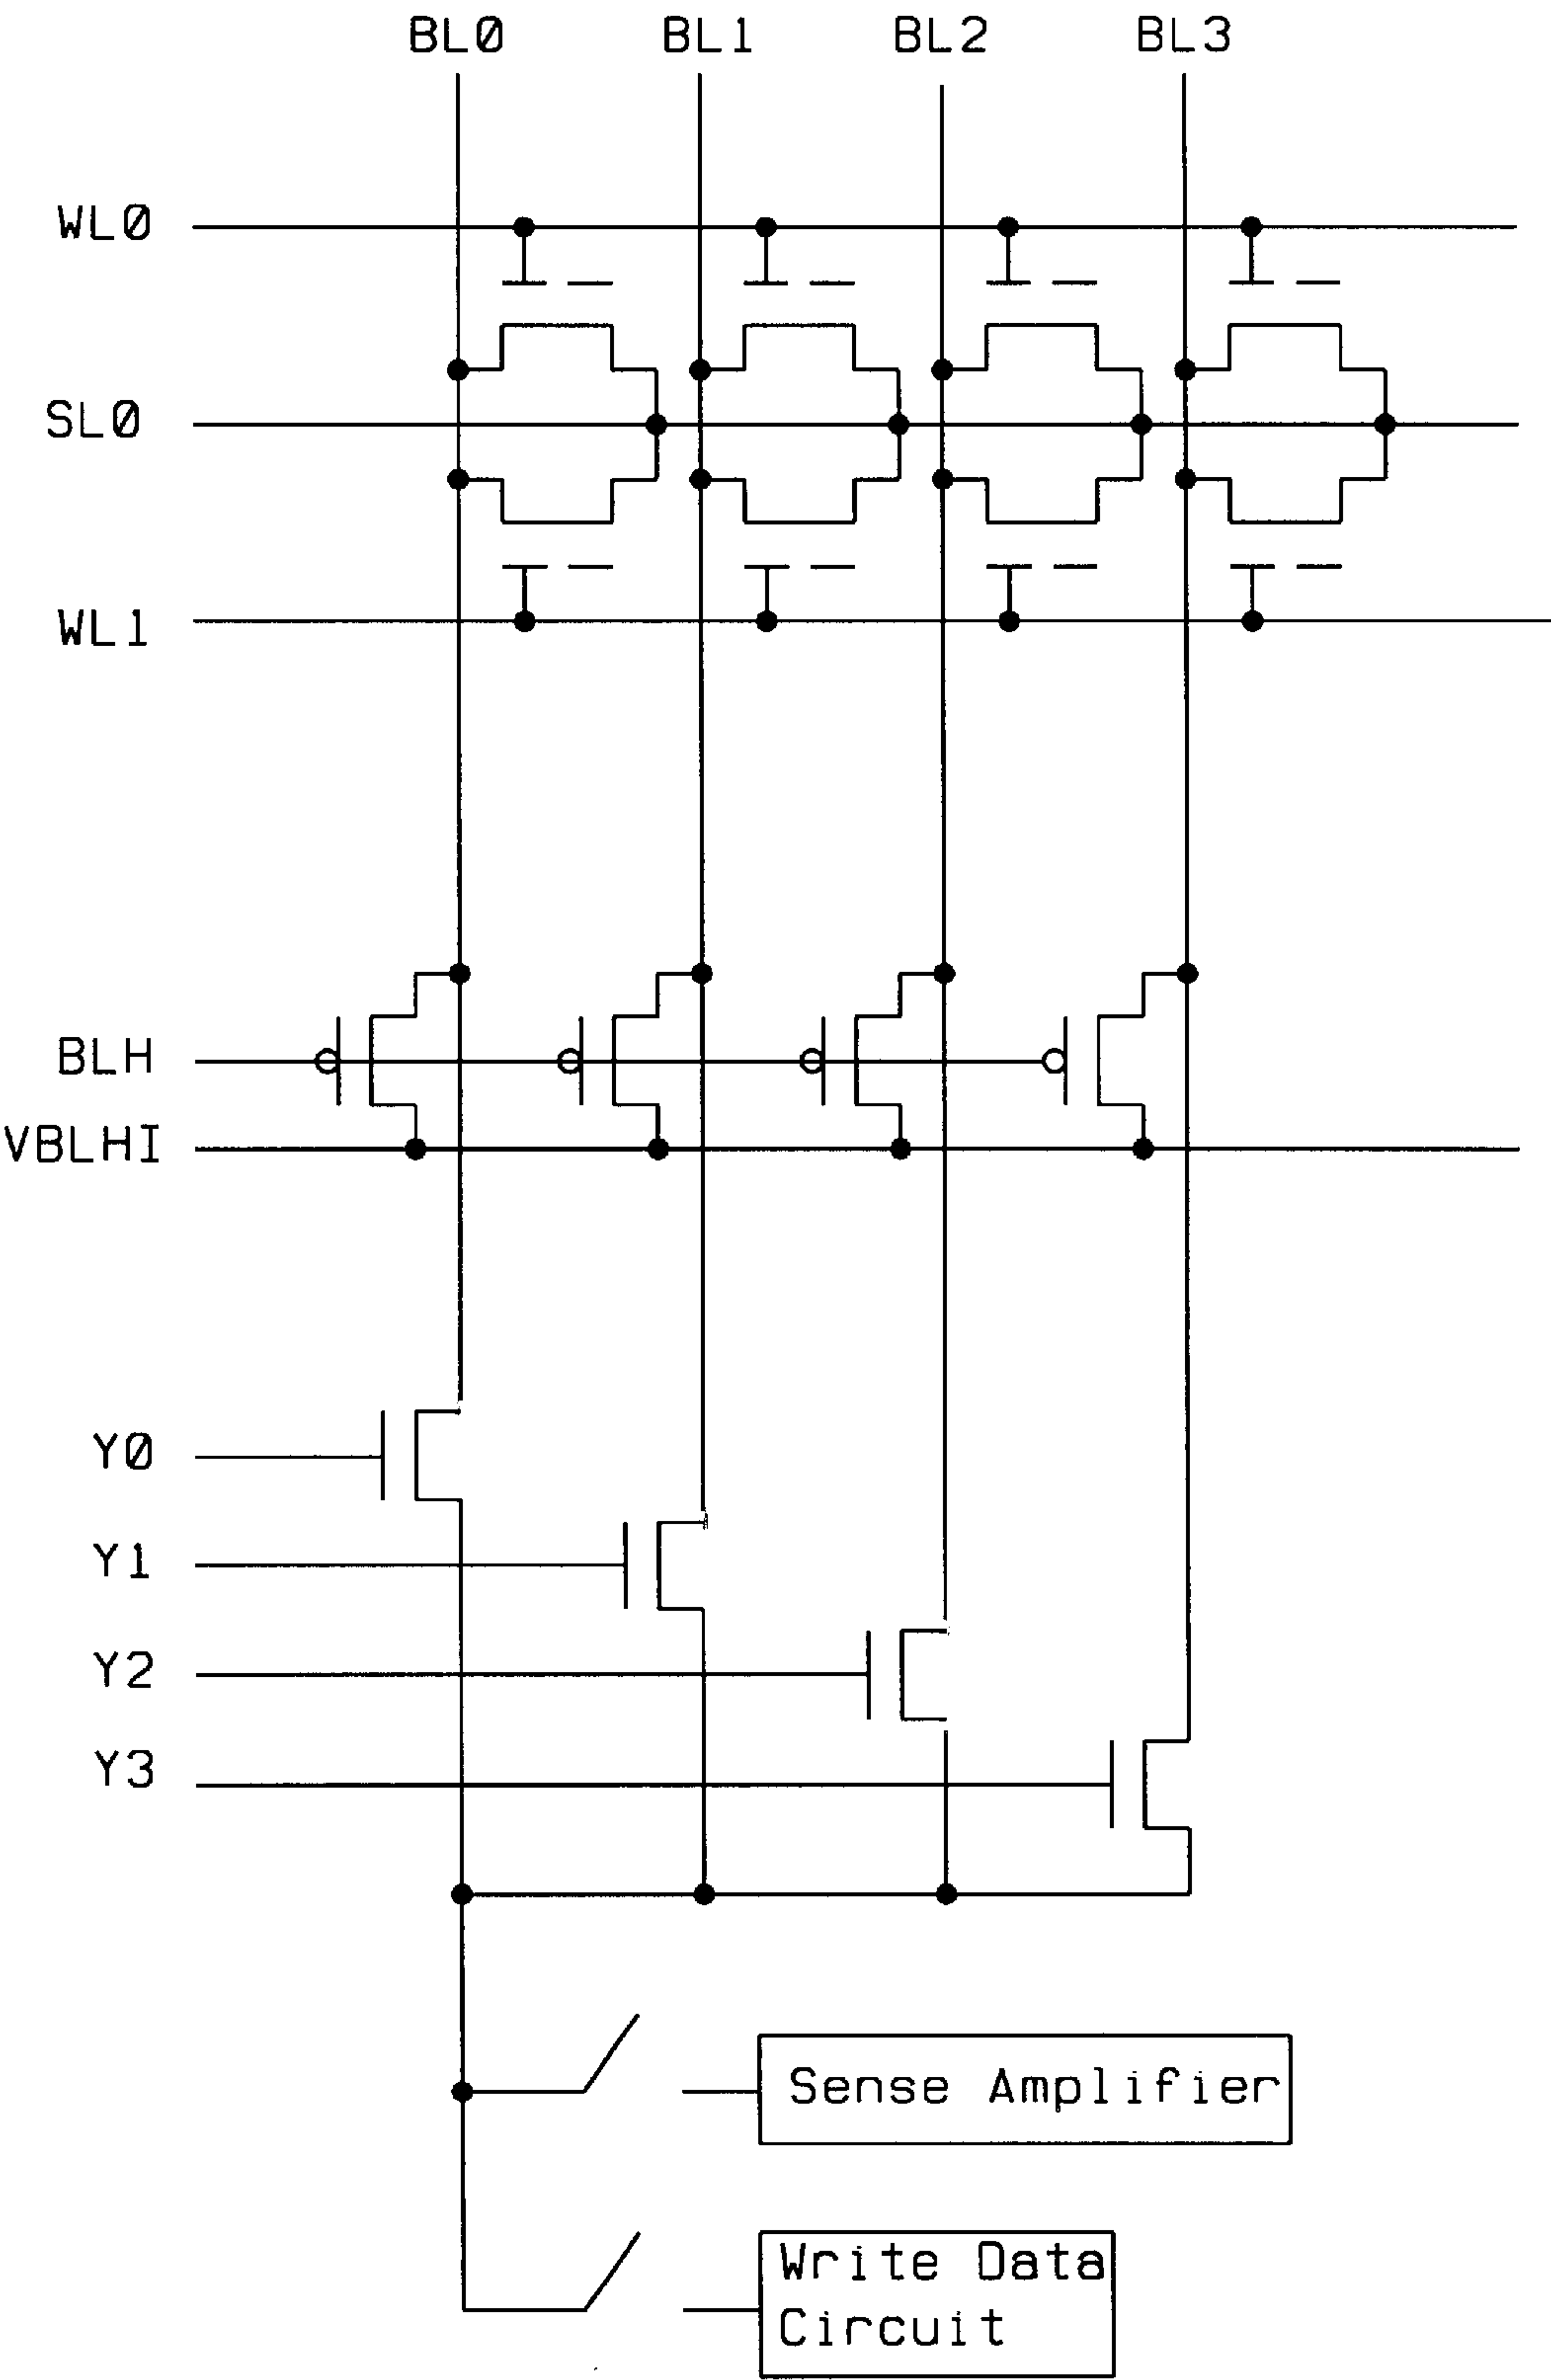 BL0 BL1 BL2 BL3
WL0
SL0
WL1
BLH
VBLHI
Y0
Y1
Y2
Y3
Sense Amplifier
Write Data
Circuit